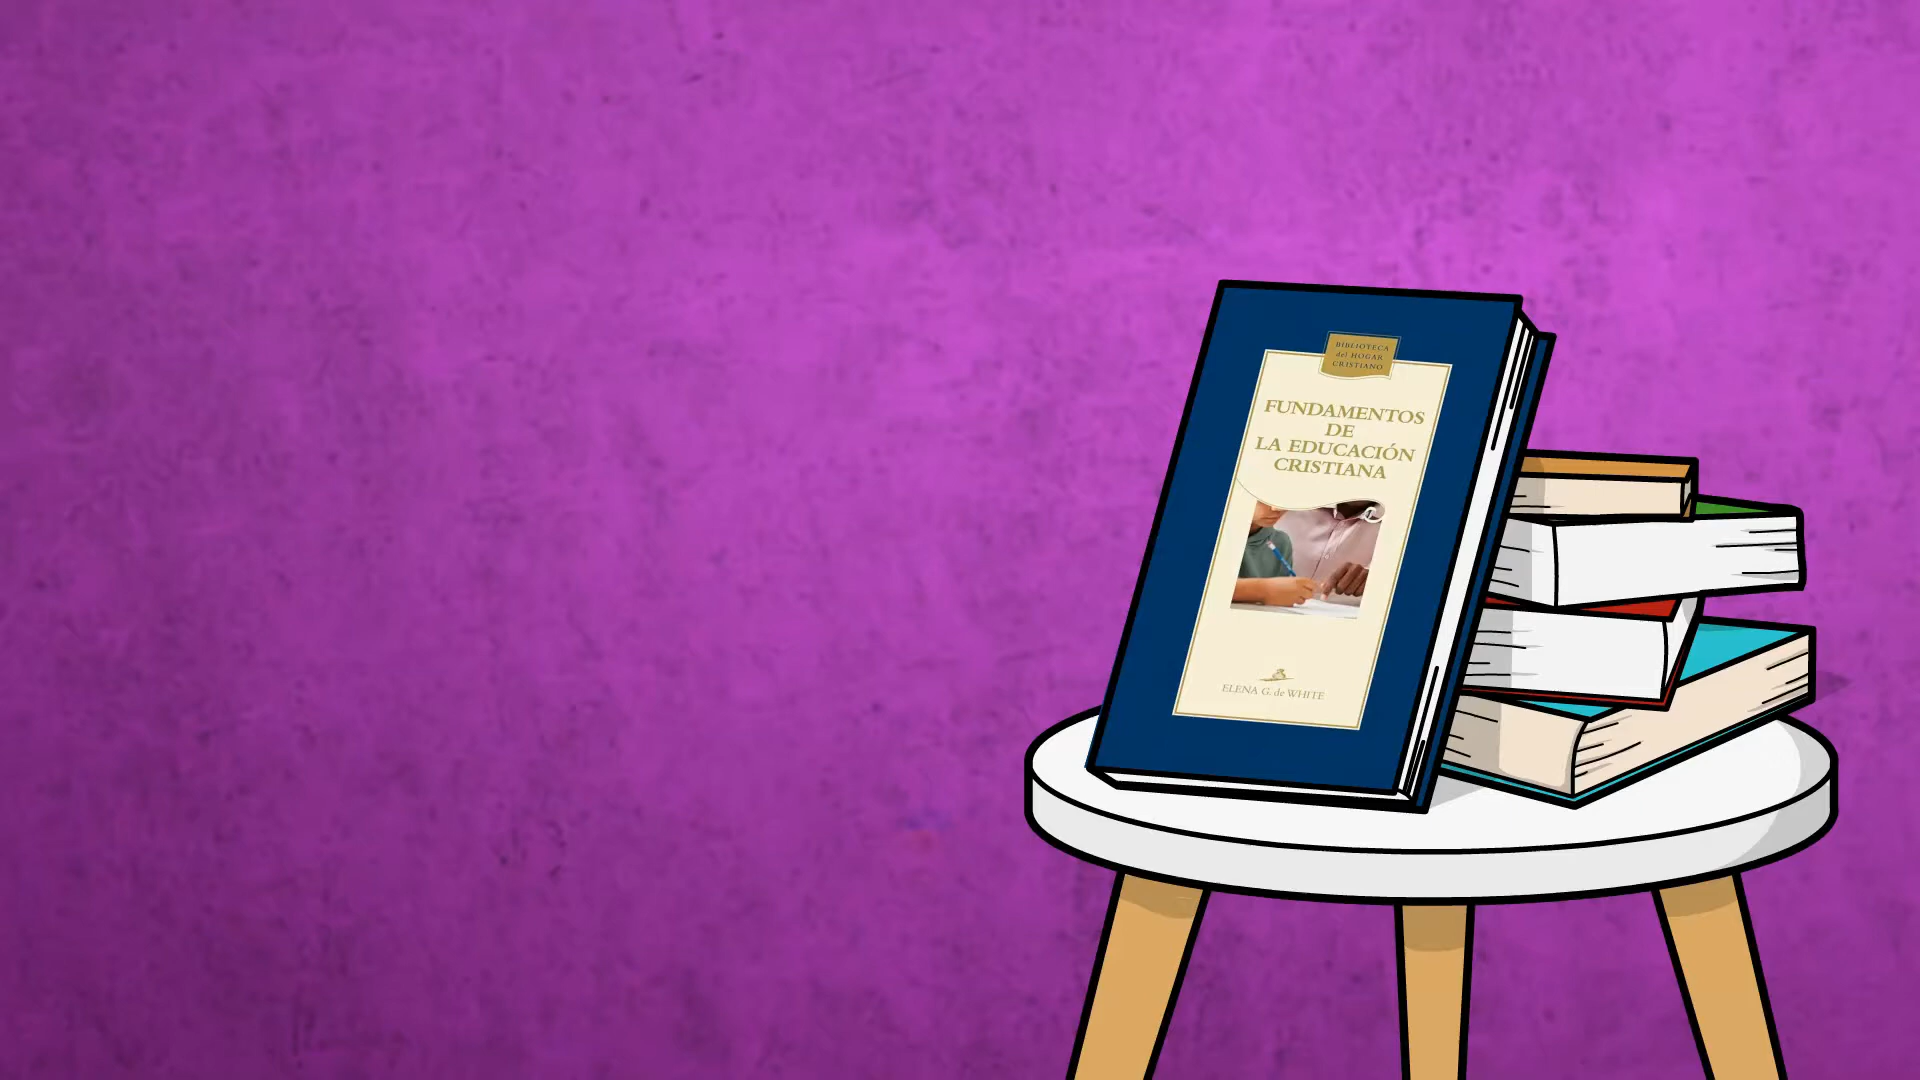 BIBLIOTECA
del HOGAR
CRISTIANO
FUNDAMENTOS
DE
LA EDUCACIÓN
CRISTIANA
ELENA G. de WHITE